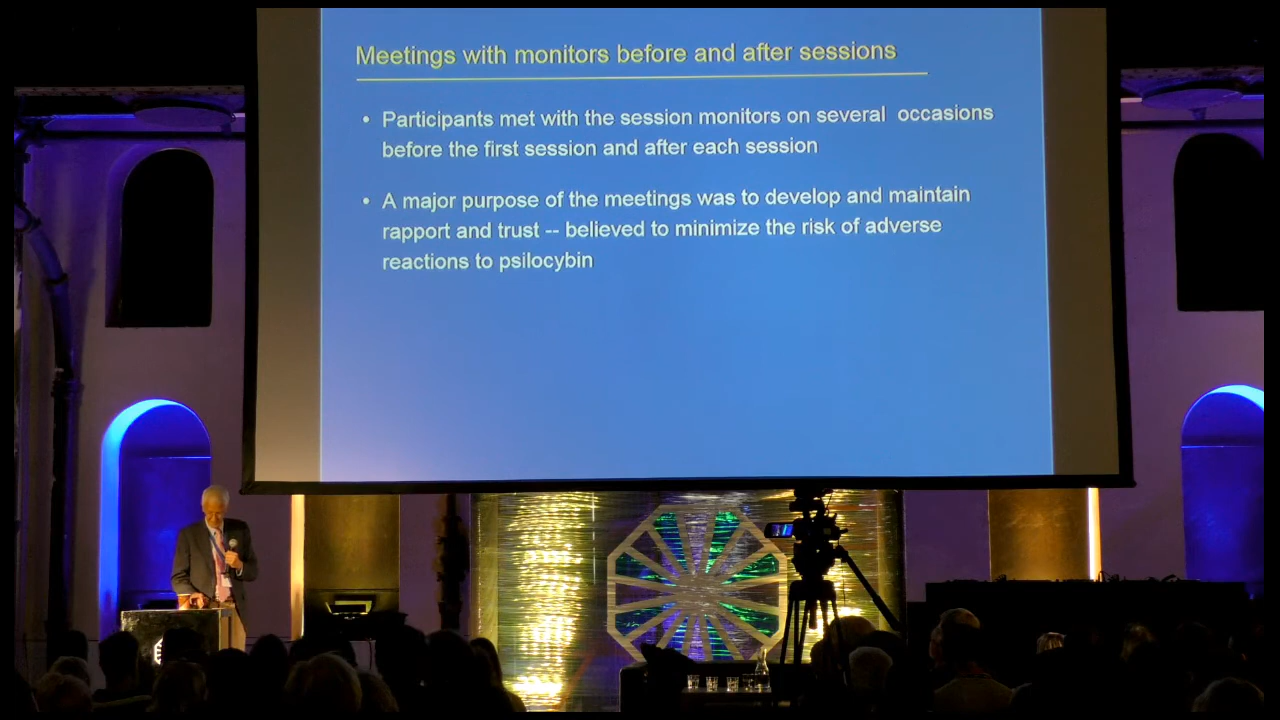 Meetings with monitors before and after sessions
• Participants met with the session monitors on several occasions
before the first session and after each session
• A major purpose of the meetings was to develop and maintain
rapport and trust -- believed to minimize the risk of adverse
reactions to psilocybin